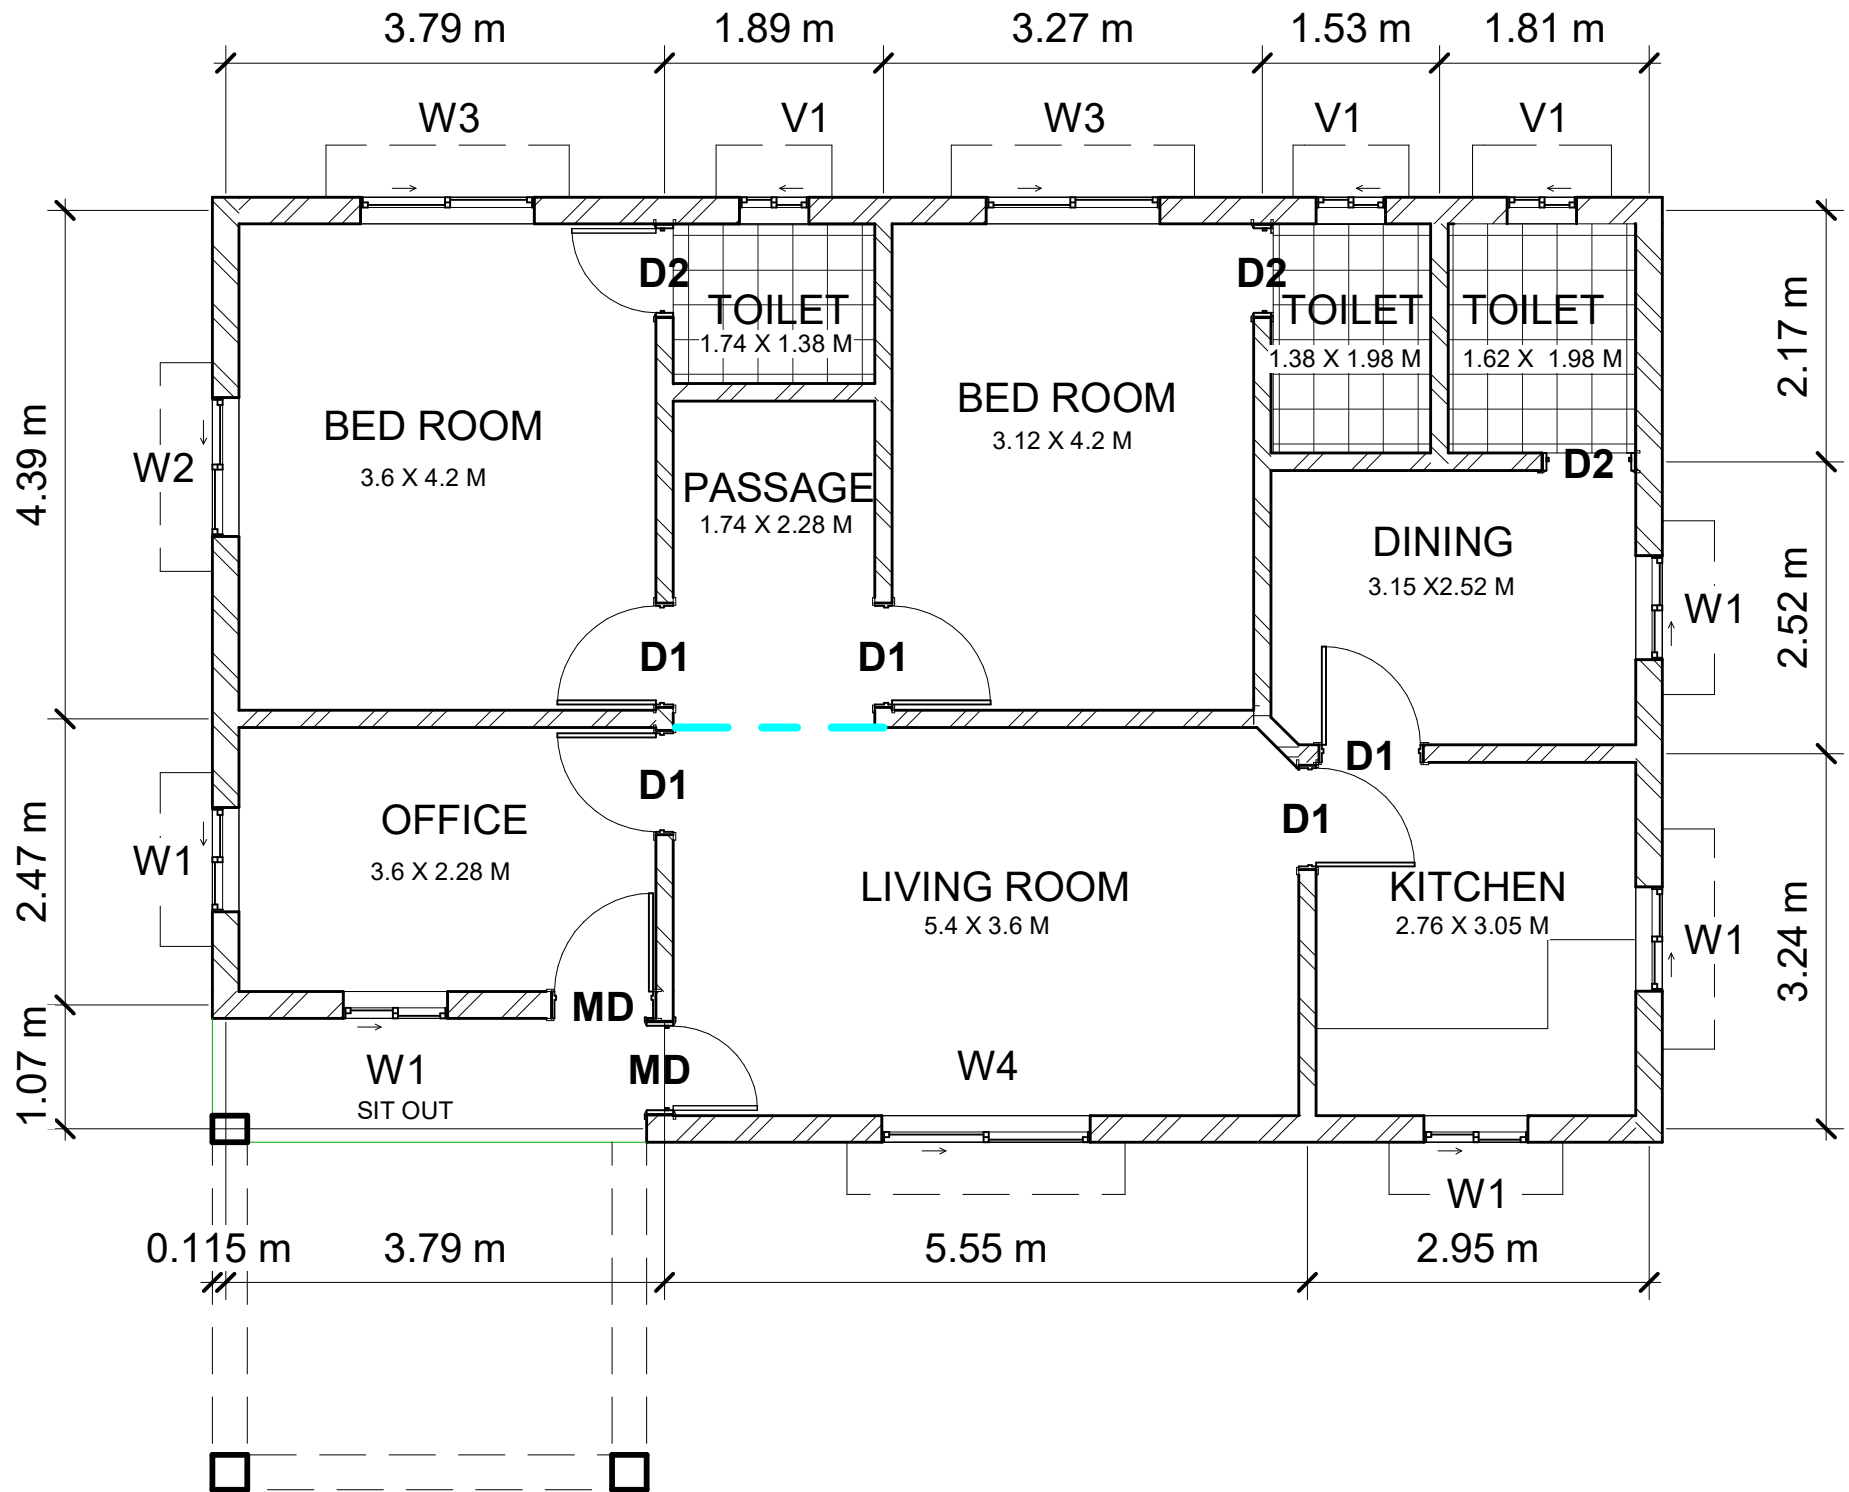 3.79 m 1.89 m 3.27 m 1.53 m 1.81 m
W3 V1 W3 V1 V1
D2 D2
TOILET TOILET TOILET
1.74 X 1.38 M 1.38 X 1.98 M 1.62 X 1.98 M
2.17 m
BED ROOM BED ROOM
3.6 X 4.2 M 3.12 X 4.2 M
4.39 m
W2
D2
PASSAGE
1.74 X 2.28 M
DINING
3.15 X2.52 M
W1
2.52 m
D1 D1
D1 D1
D1
OFFICE
3.6 X 2.28 M
W1
2.47 m
LIVING ROOM
5.4 X 3.6 M
KITCHEN
2.76 X 3.05 M
W1
3.24 m
MD
MD
W1
SIT OUT
1.07 m
W4
W1
0.115 m 3.79 m 5.55 m 2.95 m